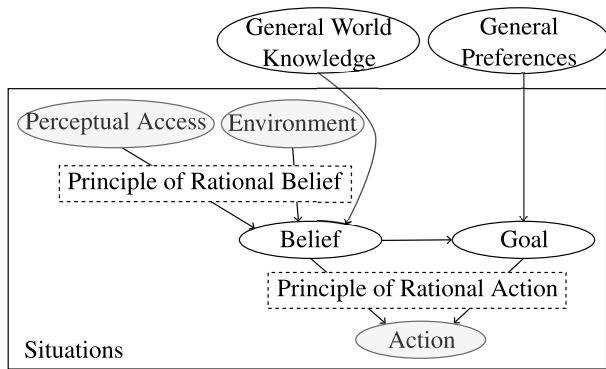 General World
Knowledge
General
Preferences
Perceptual Access
Environment
Principle of Rational Belief
Belief
Goal
Principle of Rational Action
Action
Situations